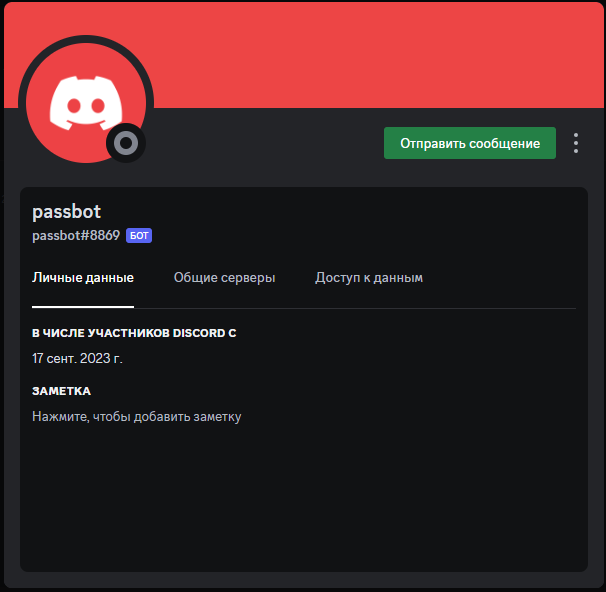 Отправить сообщение
passbot
passbot#8869 БОТ
Личные данные Общие серверы Доступ к данным
В ЧИСЛЕ УЧАСТНИКОВ DISCORD С
17 сент. 2023 г.
ЗАМЕТКА
Нажмите, чтобы добавить заметку